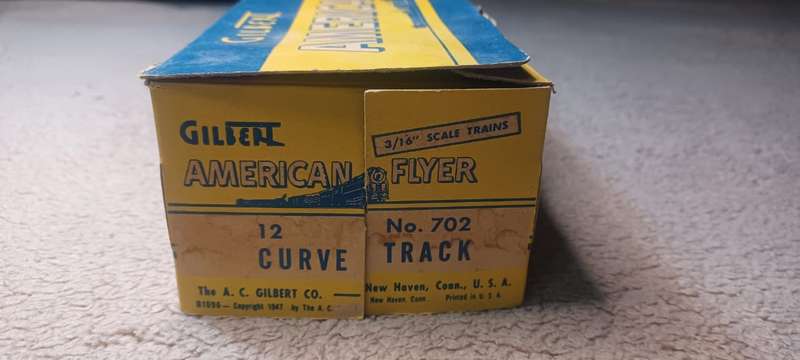 GILBERT
AMERICAN
GILBERT
3/16" SCALE TRAINS
AMERICAN FLYER
12 No. 702
CURVE TRACK
The A. C. GILBERT CO. — New Haven, Conn., U. S. A.
Copyright 1947 by The A. C. New Haven, Conn. Printed in U. S. A.